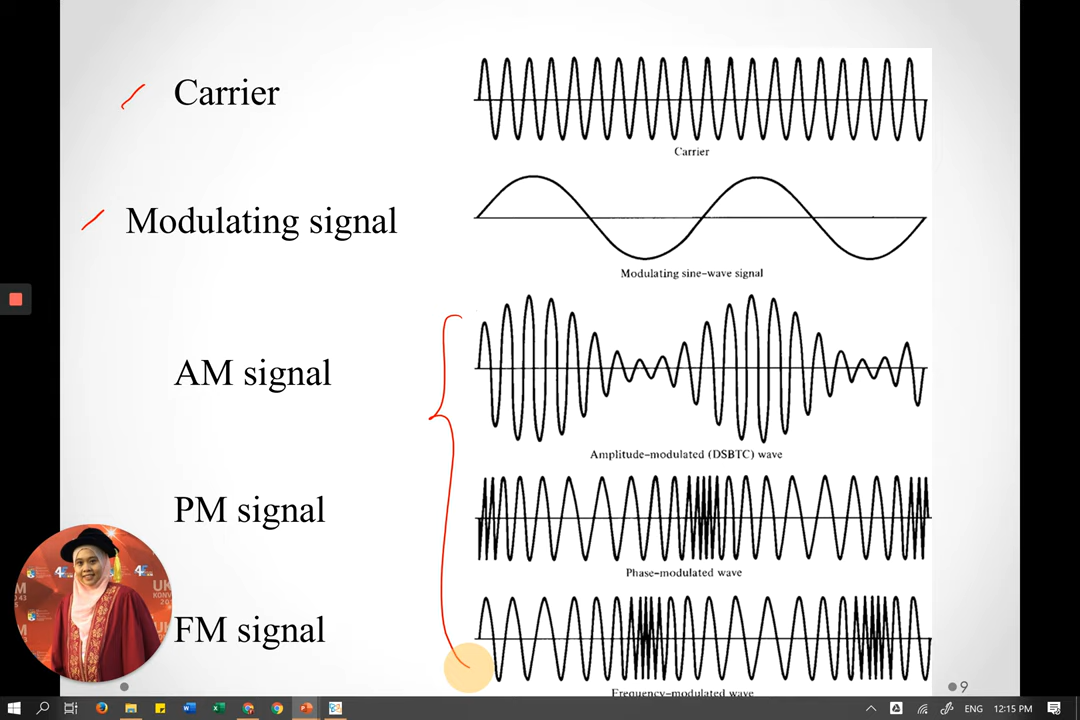 Carrier
Carrier
Modulating signal
Modulating sine-wave signal
AM signal
Amplitude-modulated (DSBTC) wave
PM signal
Phase-modulated wave
FM signal
Frequency-modulated wave
9
ENG 12:15 PM